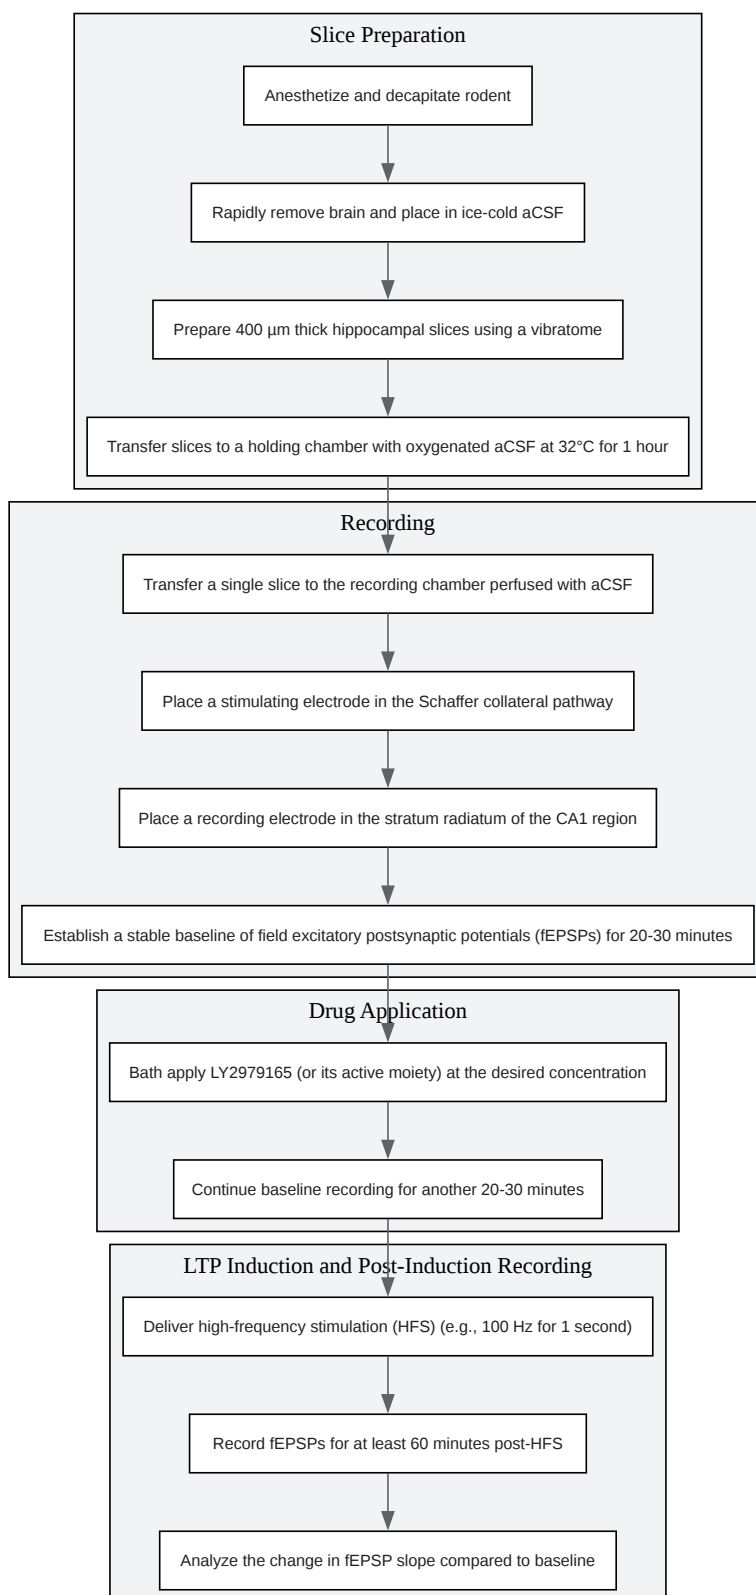 Slice Preparation
Anesthetize and decapitate rodent
Rapidly remove brain and place in ice-cold aCSF
Prepare 400 µm thick hippocampal slices using a vibratome
Transfer slices to a holding chamber with oxygenated aCSF at 32°C for 1 hour
Recording
Transfer a single slice to the recording chamber perfused with aCSF
Place a stimulating electrode in the Schaffer collateral pathway
Place a recording electrode in the stratum radiatum of the CA1 region
Establish a stable baseline of field excitatory postsynaptic potentials (fEPSPs) for 20-30 minutes
Drug Application
Bath apply LY2979165 (or its active moiety) at the desired concentration
Continue baseline recording for another 20-30 minutes
LTP Induction and Post-Induction Recording
Deliver high-frequency stimulation (HFS) (e.g., 100 Hz for 1 second)
Record fEPSPs for at least 60 minutes post-HFS
Analyze the change in fEPSP slope compared to baseline